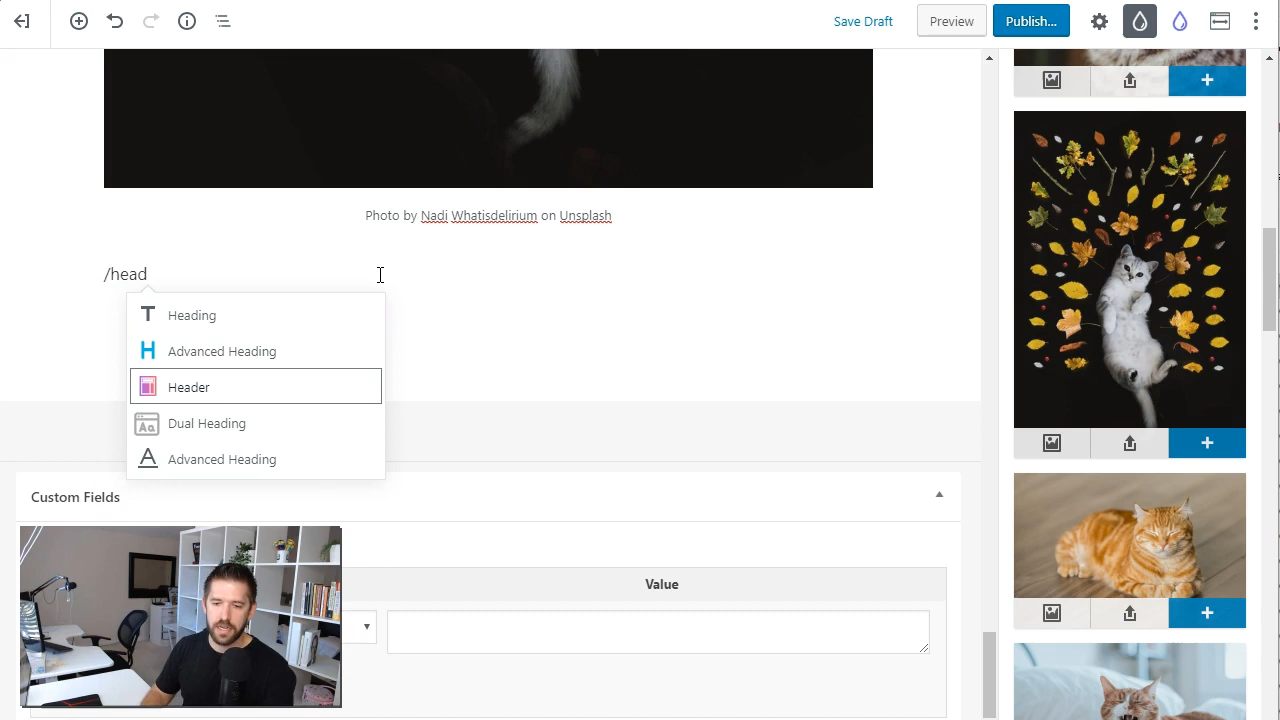 Save Draft
Preview
Publish...
Photo by Nadi Whatisdelirium on Unsplash
/head
Heading
Advanced Heading
Header
Dual Heading
Advanced Heading
Custom Fields
Value